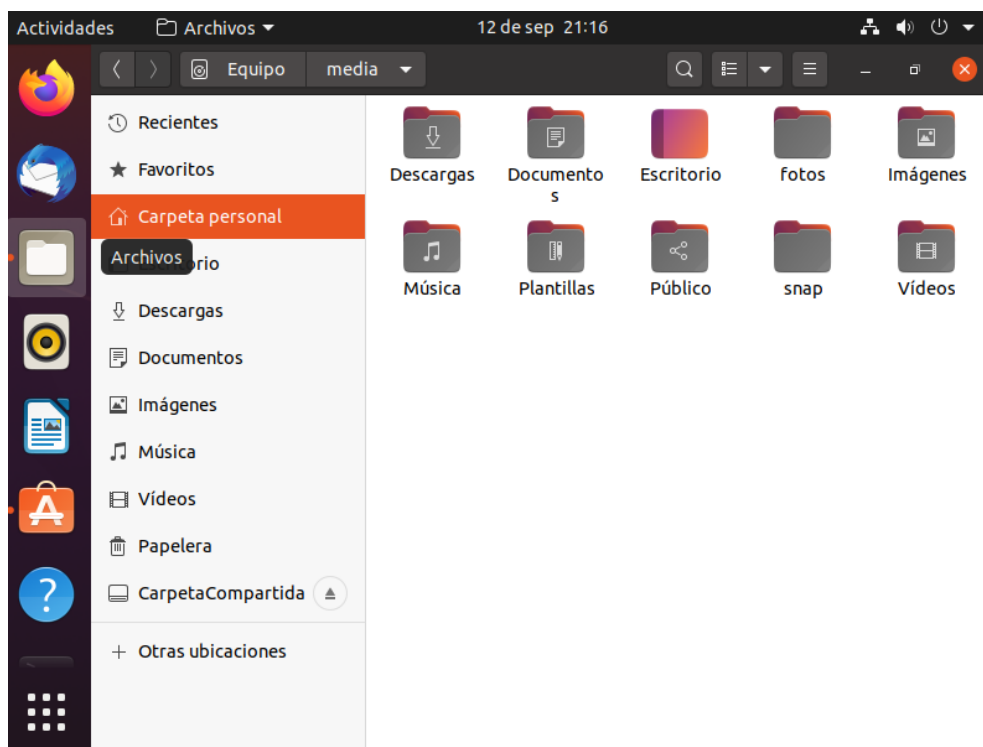 Actividades Archivos 12 de sep 21:16
Equipo media
Recientes
Favoritos
Carpeta personal
Archivos
Descargas
Documentos
Imágenes
Música
Vídeos
Papelera
CarpetaCompartida
Otras ubicaciones
Descargas Documento
s Escritorio fotos Imágenes
Música Plantillas Público snap Vídeos